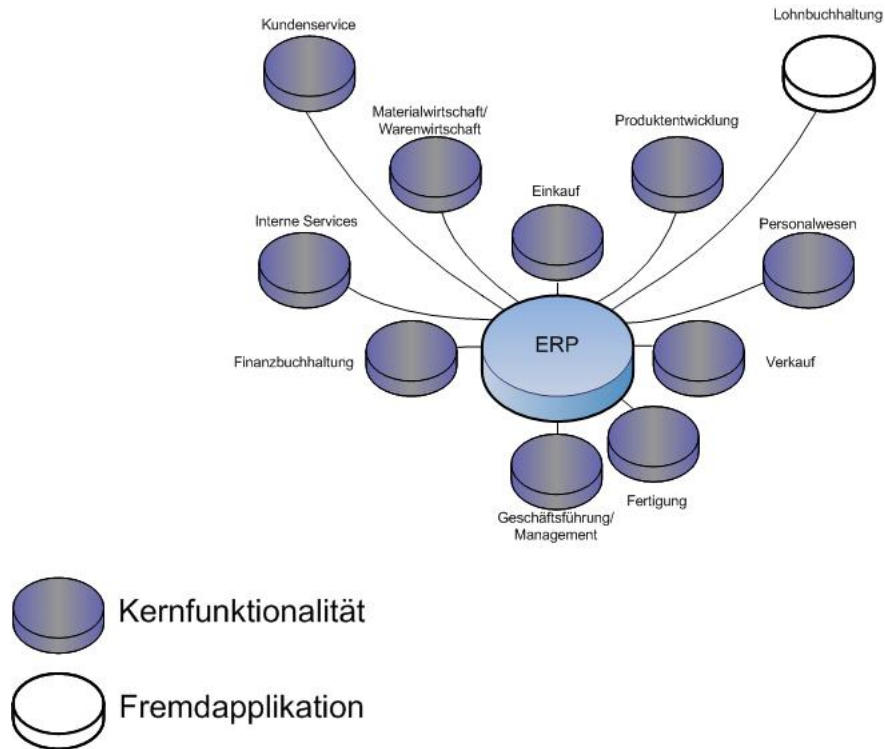 Kundenservice
Lohnbuchhaltung
Materialwirtschaft/
Warenwirtschaft
Produktentwicklung
Einkauf
Interne Services
Personalwesen
ERP
Finanzbuchhaltung
Verkauf
Fertigung
Geschäftsführung/
Management
Kernfunktionalität
Fremdapplikation